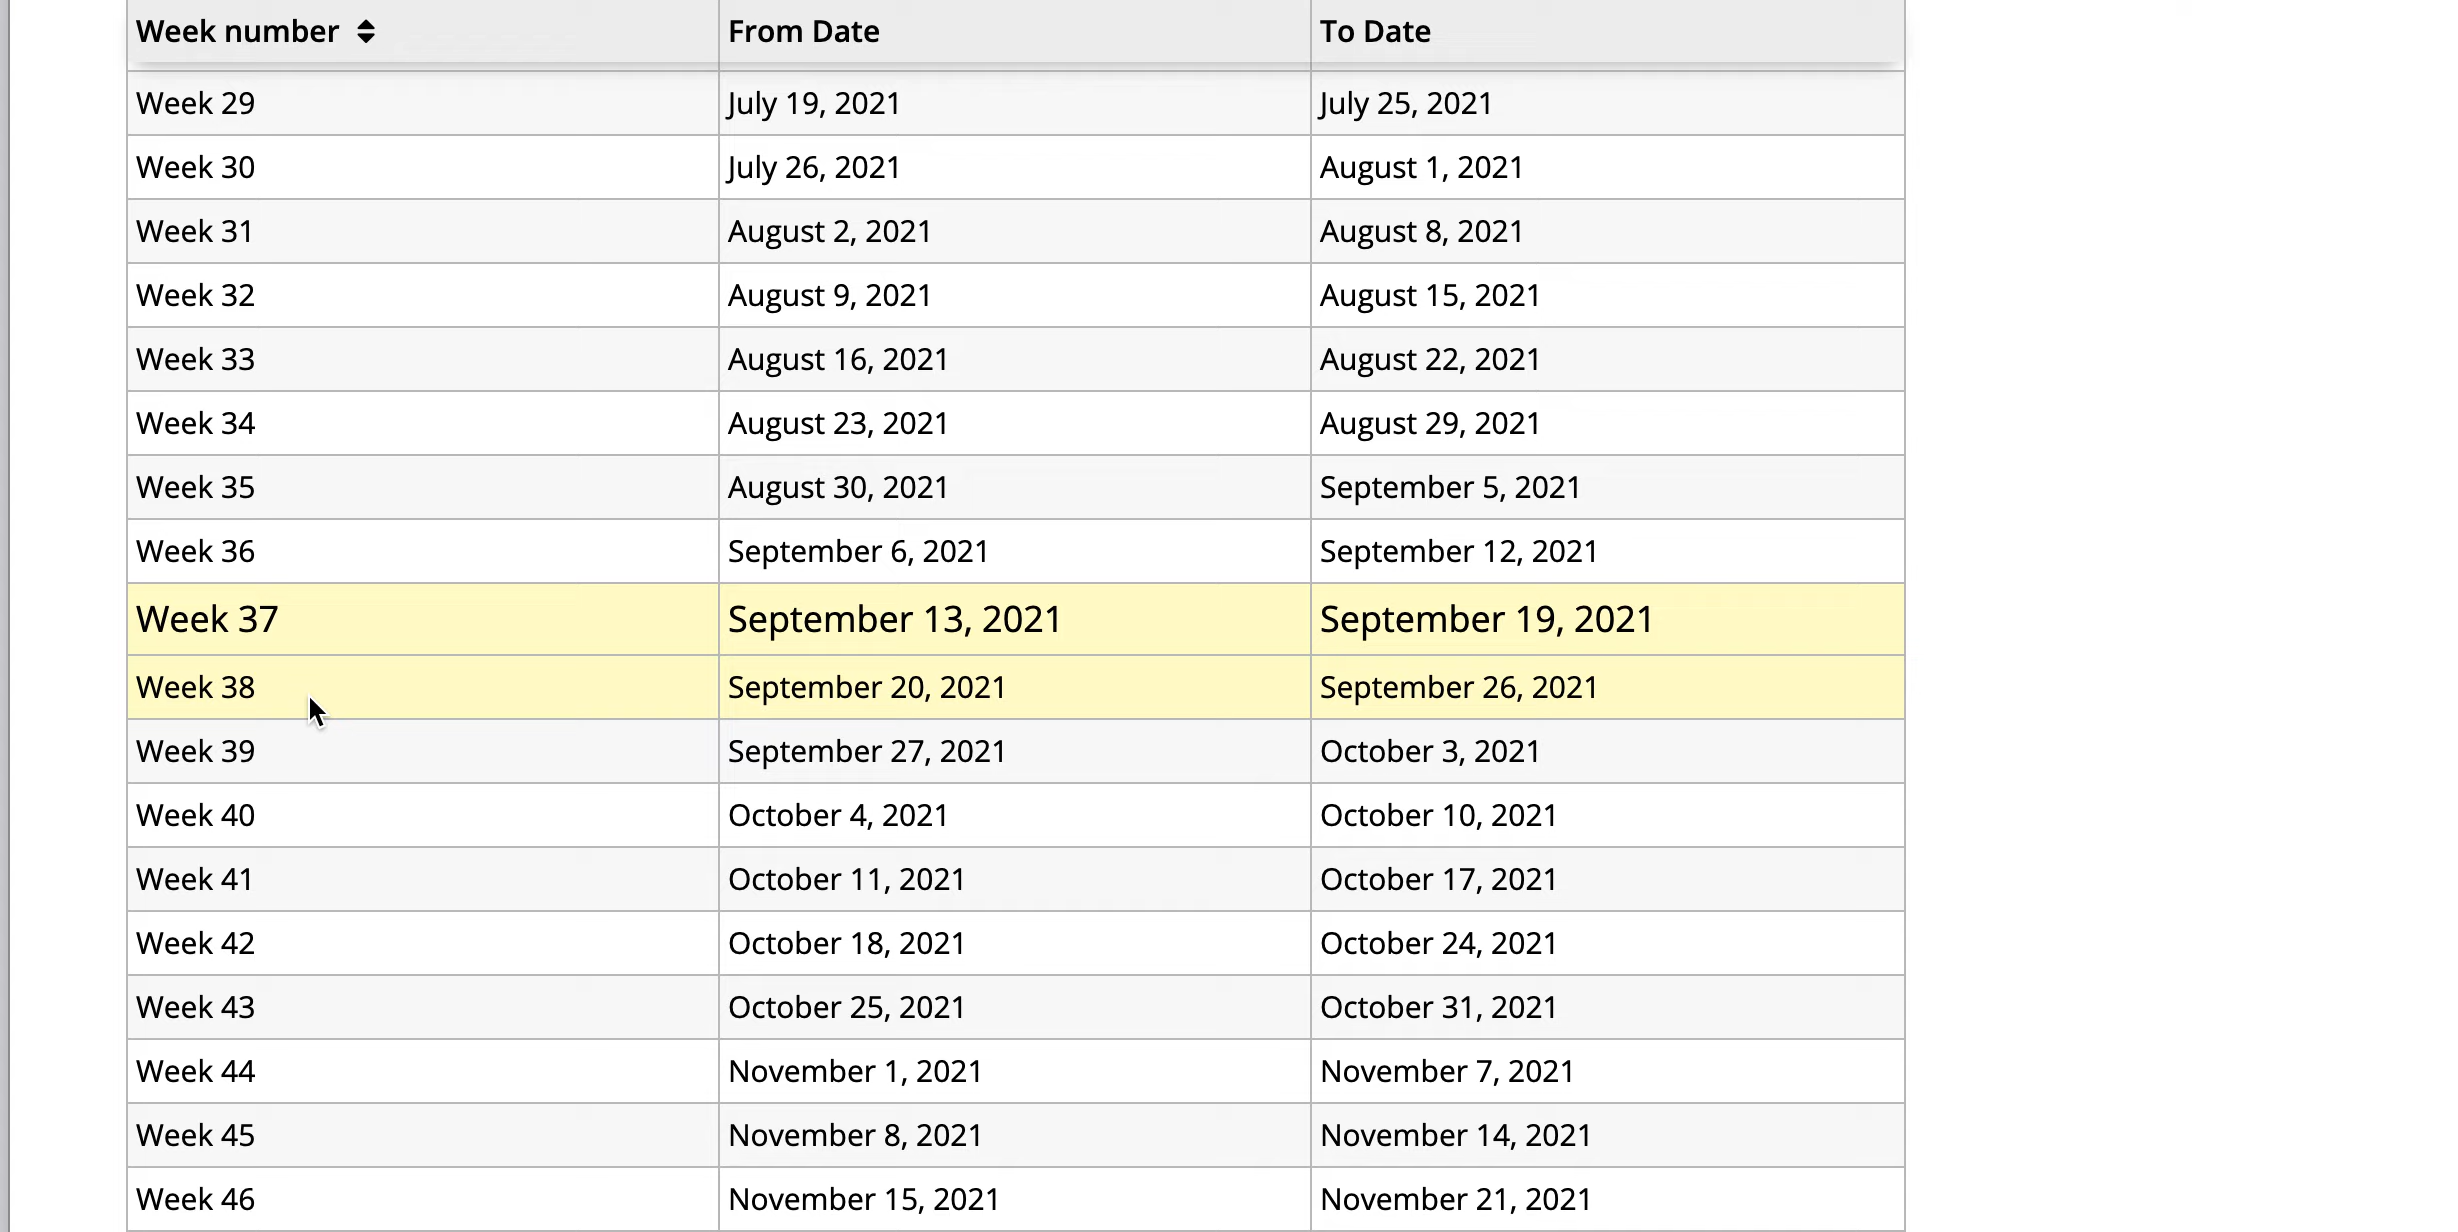 Week number From Date To Date
Week 29 July 19, 2021 July 25, 2021
Week 30 July 26, 2021 August 1, 2021
Week 31 August 2, 2021 August 8, 2021
Week 32 August 9, 2021 August 15, 2021
Week 33 August 16, 2021 August 22, 2021
Week 34 August 23, 2021 August 29, 2021
Week 35 August 30, 2021 September 5, 2021
Week 36 September 6, 2021 September 12, 2021
Week 37 September 13, 2021 September 19, 2021
Week 38 September 20, 2021 September 26, 2021
Week 39 September 27, 2021 October 3, 2021
Week 40 October 4, 2021 October 10, 2021
Week 41 October 11, 2021 October 17, 2021
Week 42 October 18, 2021 October 24, 2021
Week 43 October 25, 2021 October 31, 2021
Week 44 November 1, 2021 November 7, 2021
Week 45 November 8, 2021 November 14, 2021
Week 46 November 15, 2021 November 21, 2021